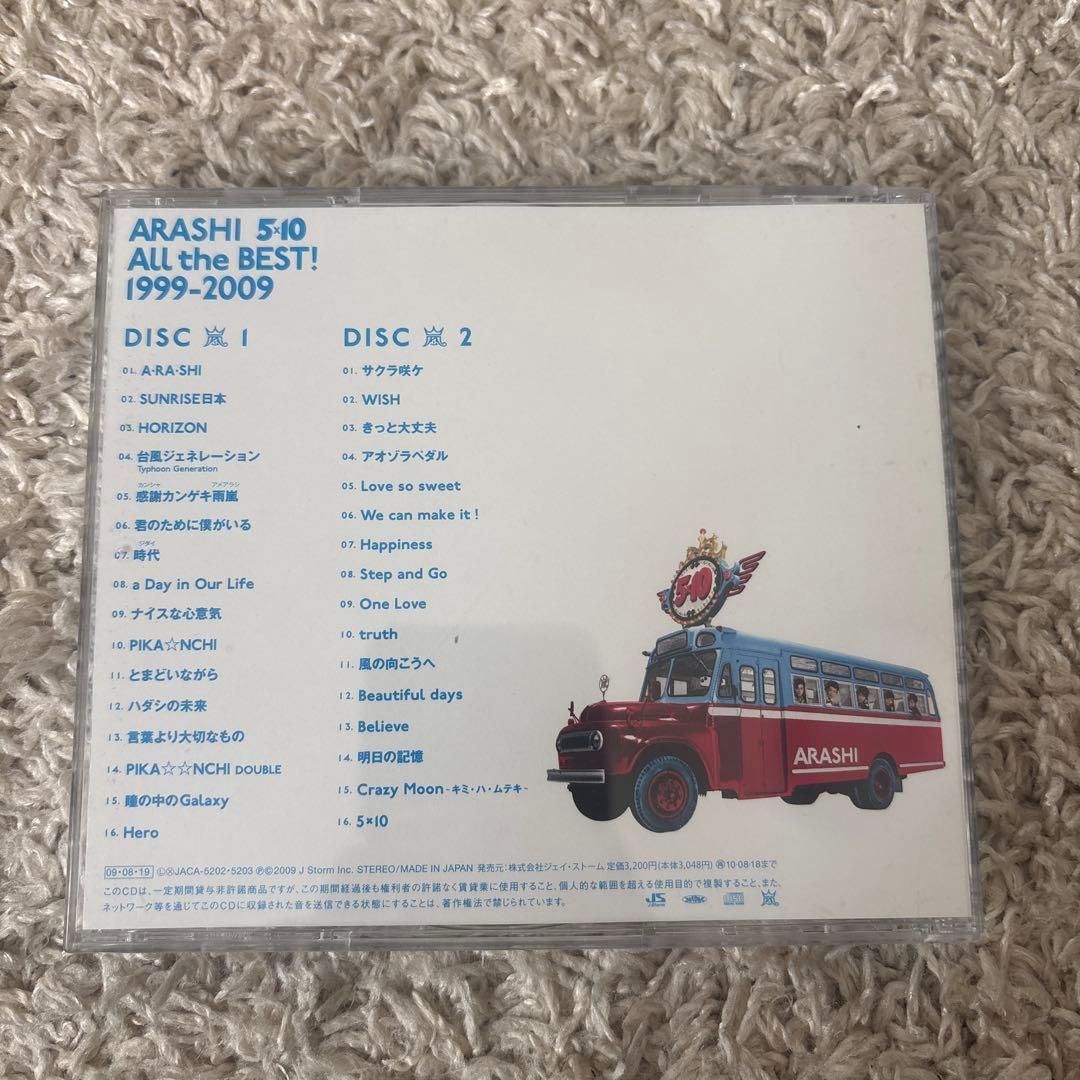 ARASHI 5×10
All the BEST!
1999-2009
DISC 嵐 1
01. A・RA・SHI
02. SUNRISE日本
03. HORIZON
04. 台風ジェネレーション
Typhoon Generation
カンシャ アメアラシ
05. 感謝カンゲキ雨嵐
06. 君のために僕がいる
ジダイ
07. 時代
08. a Day in Our Life
09. ナイスな心意気
10. PIKA☆NCHI
11. とまどいながら
12. ハダシの未来
13. 言葉より大切なもの
14. PIKA☆☆NCHI DOUBLE
15. 瞳の中のGalaxy
16. Hero
DISC 嵐 2
01. サクラ咲ケ
02. WISH
03. きっと大丈夫
04. アオゾラペダル
05. Love so sweet
06. We can make it!
07. Happiness
08. Step and Go
09. One Love
10. truth
11. 風の向こうへ
12. Beautiful days
13. Believe
14. 明日の記憶
15. Crazy Moon~キミ・ハ・ムテキ~
16. 5×10
5×10
ARASHI
09・08・19 ⓁⓍJACA-5202・5203 ℗©2009 J Storm Inc. STEREO/MADE IN JAPAN 発売元:株式会社ジェイ・ストーム 定価3,200円(本体3,048円) 再10・08・18まで
このCDは、一定期間貸与非許諾商品ですが、この期間経過後も権利者の許諾なく賃貸業に使用すること、個人的な範囲を超える使用目的で複製すること、また、
ネットワーク等を通じてこのCDに収録された音を送信できる状態にすることは、著作権法で禁じられています。